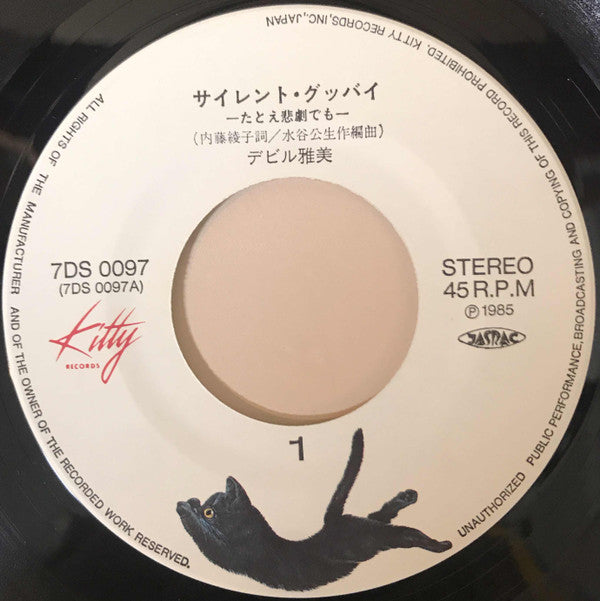 サイレント・グッバイ
ーたとえ悲劇でもー
(内藤綾子詞／水谷公生作編曲)
デビル雅美
7DS 0097
(7DS 0097A)
STEREO
45 R.P.M
Ⓟ1985
Kitty
RECORDS
JASRAC
1
ALL RIGHTS OF THE MANUFACTURER AND OF THE OWNER OF THE RECORDED WORK RESERVED.
UNAUTHORIZED PUBLIC PERFORMANCE, BROADCASTING AND COPYING OF THIS RECORD PROHIBITED. KITTY RECORDS, INC., JAPAN